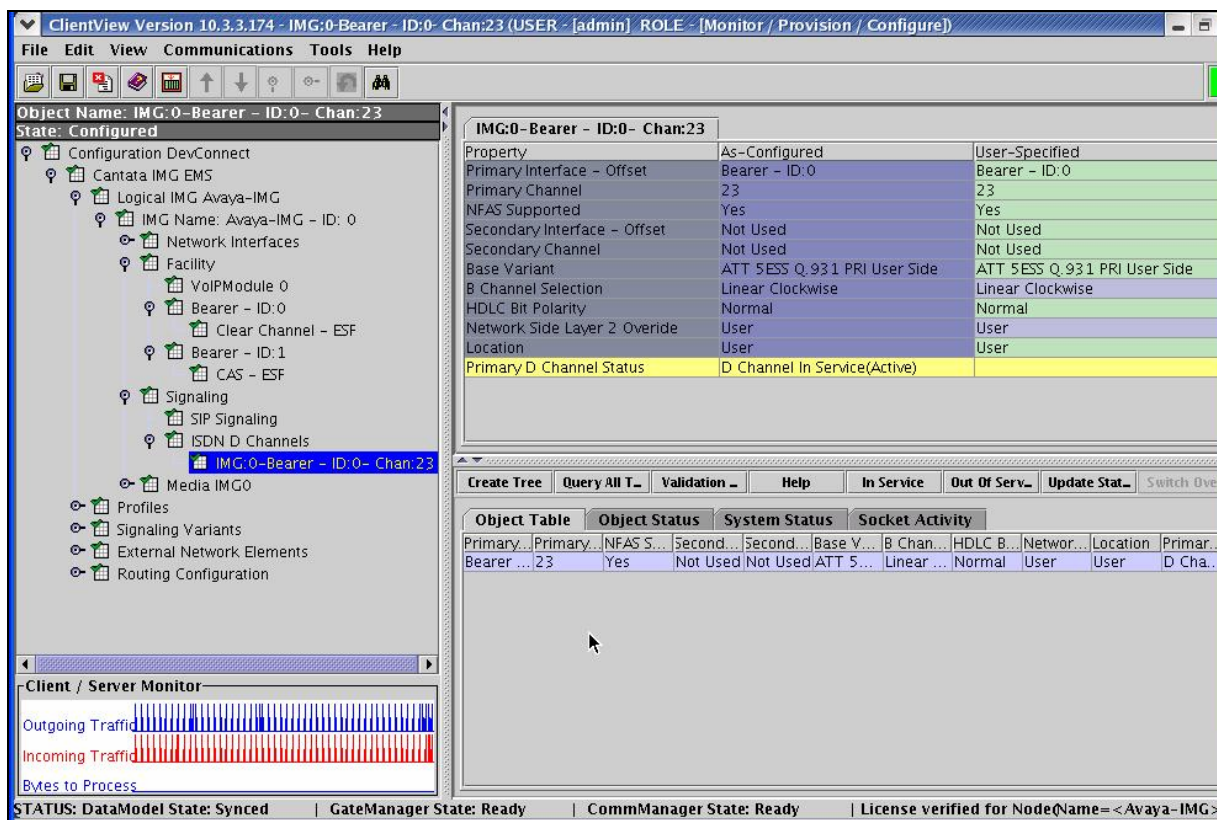 ClientView Version 10.3.3.174 - IMG:0-Bearer - ID:0- Chan:23 (USER - [admin] ROLE - [Monitor / Provision / Configure])
File Edit View Communications Tools Help
Object Name: IMG:0-Bearer - ID:0- Chan:23
State: Configured
Configuration DevConnect
Cantata IMG EMS
Logical IMG Avaya-IMG
IMG Name: Avaya-IMG - ID: 0
Network Interfaces
Facility
VoIPModule 0
Bearer - ID:0
Clear Channel - ESF
Bearer - ID:1
CAS - ESF
Signaling
SIP Signaling
ISDN D Channels
IMG:0-Bearer - ID:0- Chan:23
Media IMG0
Profiles
Signaling Variants
External Network Elements
Routing Configuration
Client / Server Monitor
Outgoing Traffic
Incoming Traffic
Bytes to Process
IMG:0-Bearer - ID:0- Chan:23
Property As-Configured User-Specified
Primary Interface - Offset Bearer - ID:0 Bearer - ID:0
Primary Channel 23 23
NFAS Supported Yes Yes
Secondary Interface - Offset Not Used Not Used
Secondary Channel Not Used Not Used
Base Variant ATT 5ESS Q.931 PRI User Side ATT 5ESS Q.931 PRI User Side
B Channel Selection Linear Clockwise Linear Clockwise
HDLC Bit Polarity Normal Normal
Network Side Layer 2 Overide User User
Location User User
Primary D Channel Status D Channel In Service(Active)
Create Tree Query All T... Validation ... Help In Service Out Of Serv... Update Stat... Switch Ove
Object Table Object Status System Status Socket Activity
Primary... Primary... NFAS S... Second... Second... Base V... B Chan... HDLC B... Networ... Location Primar...
Bearer ... 23 Yes Not Used Not Used ATT 5... Linear ... Normal User User D Cha...
STATUS: DataModel State: Synced | GateManager State: Ready | CommManager State: Ready | License verified for Node(Name=<Avaya-IMG>